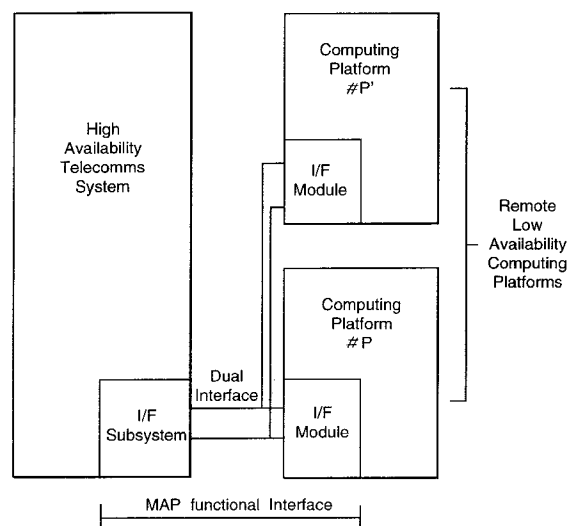 High
Availability
Telecomms
System
I/F
Subsystem
Dual
Interface
Computing
Platform
#P'
I/F
Module
Computing
Platform
#P
I/F
Module
Remote
Low
Availability
Computing
Platforms
MAP functional Interface